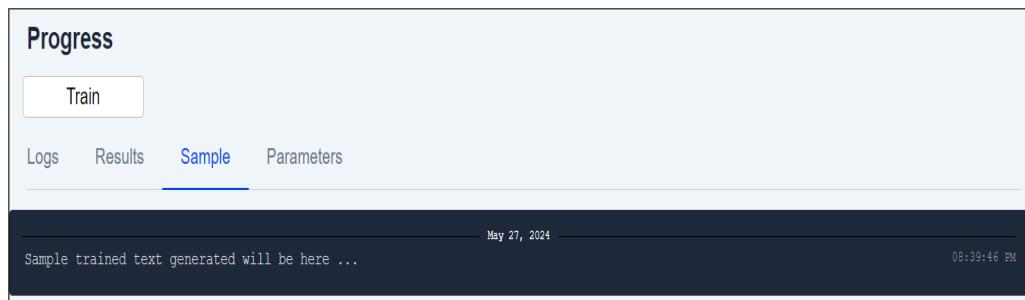 Progress
Train
Logs Results Sample Parameters
May 27, 2024
Sample trained text generated will be here ... 08:39:46 PM